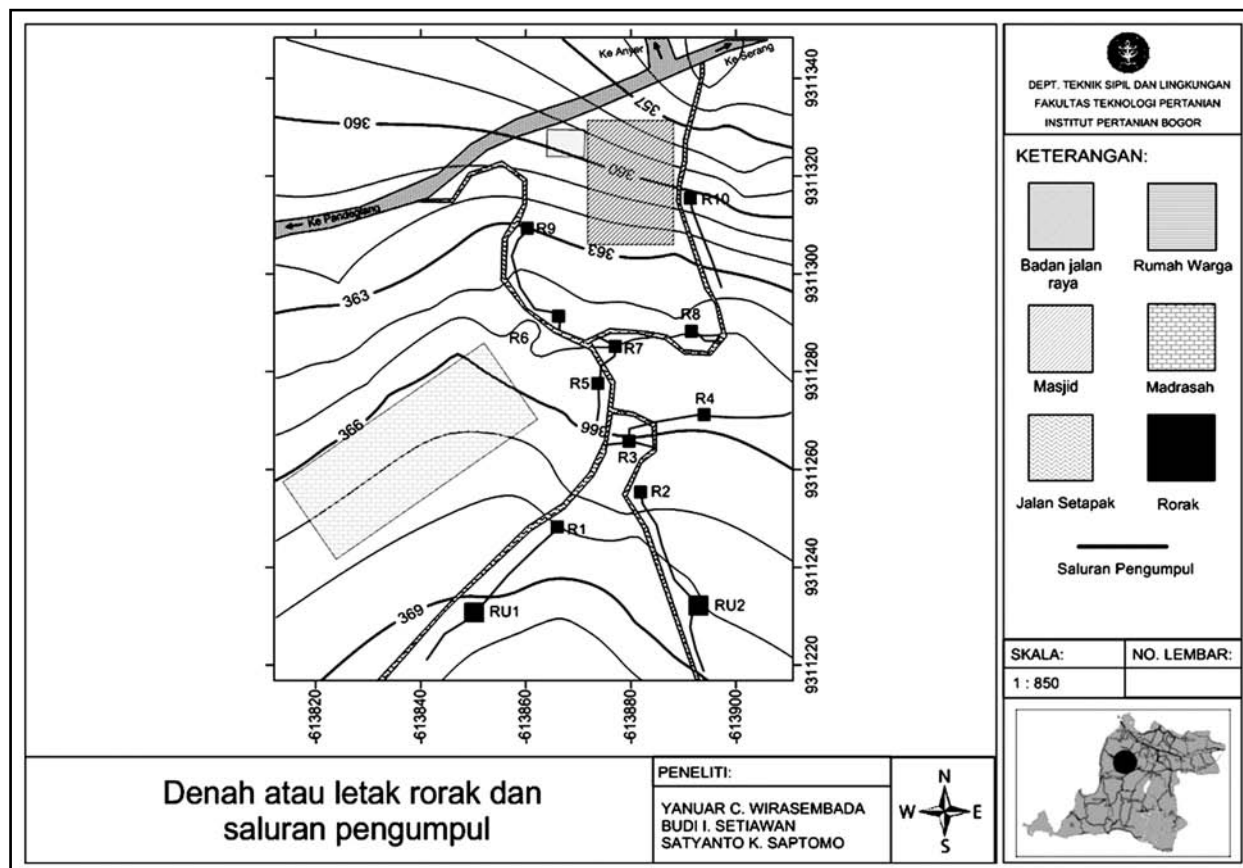 Ke Anyer
Ke Serang
Ke Pandeglang
357
360
360
363
363
366
366
369
R10
R9
R8
R6
R7
R5
R4
R3
R2
R1
RU1
RU2
9311340
9311320
9311300
9311280
9311260
9311240
9311220
613820
613840
613860
613880
613900
DEPT. TEKNIK SIPIL DAN LINGKUNGAN
FAKULTAS TEKNOLOGI PERTANIAN
INSTITUT PERTANIAN BOGOR
KETERANGAN:
Badan jalan
raya
Rumah Warga
Masjid
Madrasah
Jalan Setapak
Rorak
Saluran Pengumpul
SKALA:
NO. LEMBAR:
1 : 850
Denah atau letak rorak dan
saluran pengumpul
PENELITI:
YANUAR C. WIRASEMBADA
BUDI I. SETIAWAN
SATYANTO K. SAPTOMO
N
W
E
S